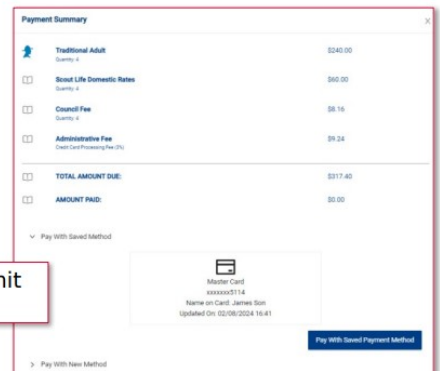 Payment Summary
Traditional Adult $240.00
Quantity: 4
Scout Life Domestic Rates $60.00
Quantity: 4
Council Fee $8.16
Quantity: 4
Administrative Fee $9.24
Credit Card Processing Fee (3%)
TOTAL AMOUNT DUE: $317.40
AMOUNT PAID: $0.00
Pay With Saved Method
nit
Master Card
xxxxxxx5114
Name on Card: James Son
Updated On: 02/08/2024 16:41
Pay With Saved Payment Method
Pay With New Method